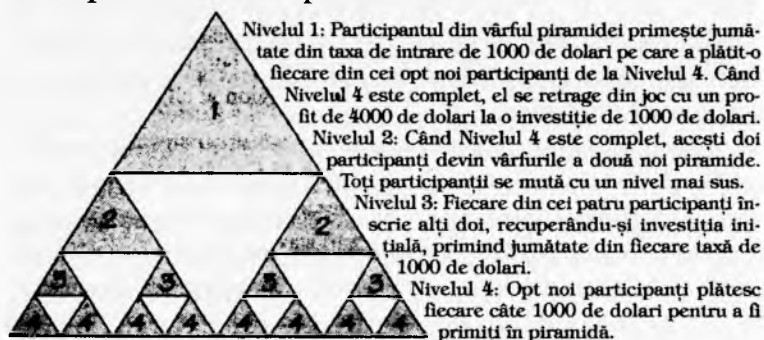 Nivelul 1: Participantul din vârful piramidei primește jumă-
tate din taxa de intrare de 1000 de dolari pe care a plătit-o
fiecare din cei opt noi participanți de la Nivelul 4. Când
Nivelul 4 este complet, el se retrage din joc cu un pro-
fit de 4000 de dolari la o investiție de 1000 de dolari.
Nivelul 2: Când Nivelul 4 este complet, acești doi
participanți devin vârfurile a două noi piramide.
Toți participanții se mută cu un nivel mai sus.
Nivelul 3: Fiecare din cei patru participanți în-
scrie alți doi, recuperându-și investiția ini-
țială, primind jumătate din fiecare taxă de
1000 de dolari.
Nivelul 4: Opt noi participanți plătesc
fiecare câte 1000 de dolari pentru a fi
primiți în piramidă.
1
2 2
3 3 3 3
4 4 4 4 4 4 4 4